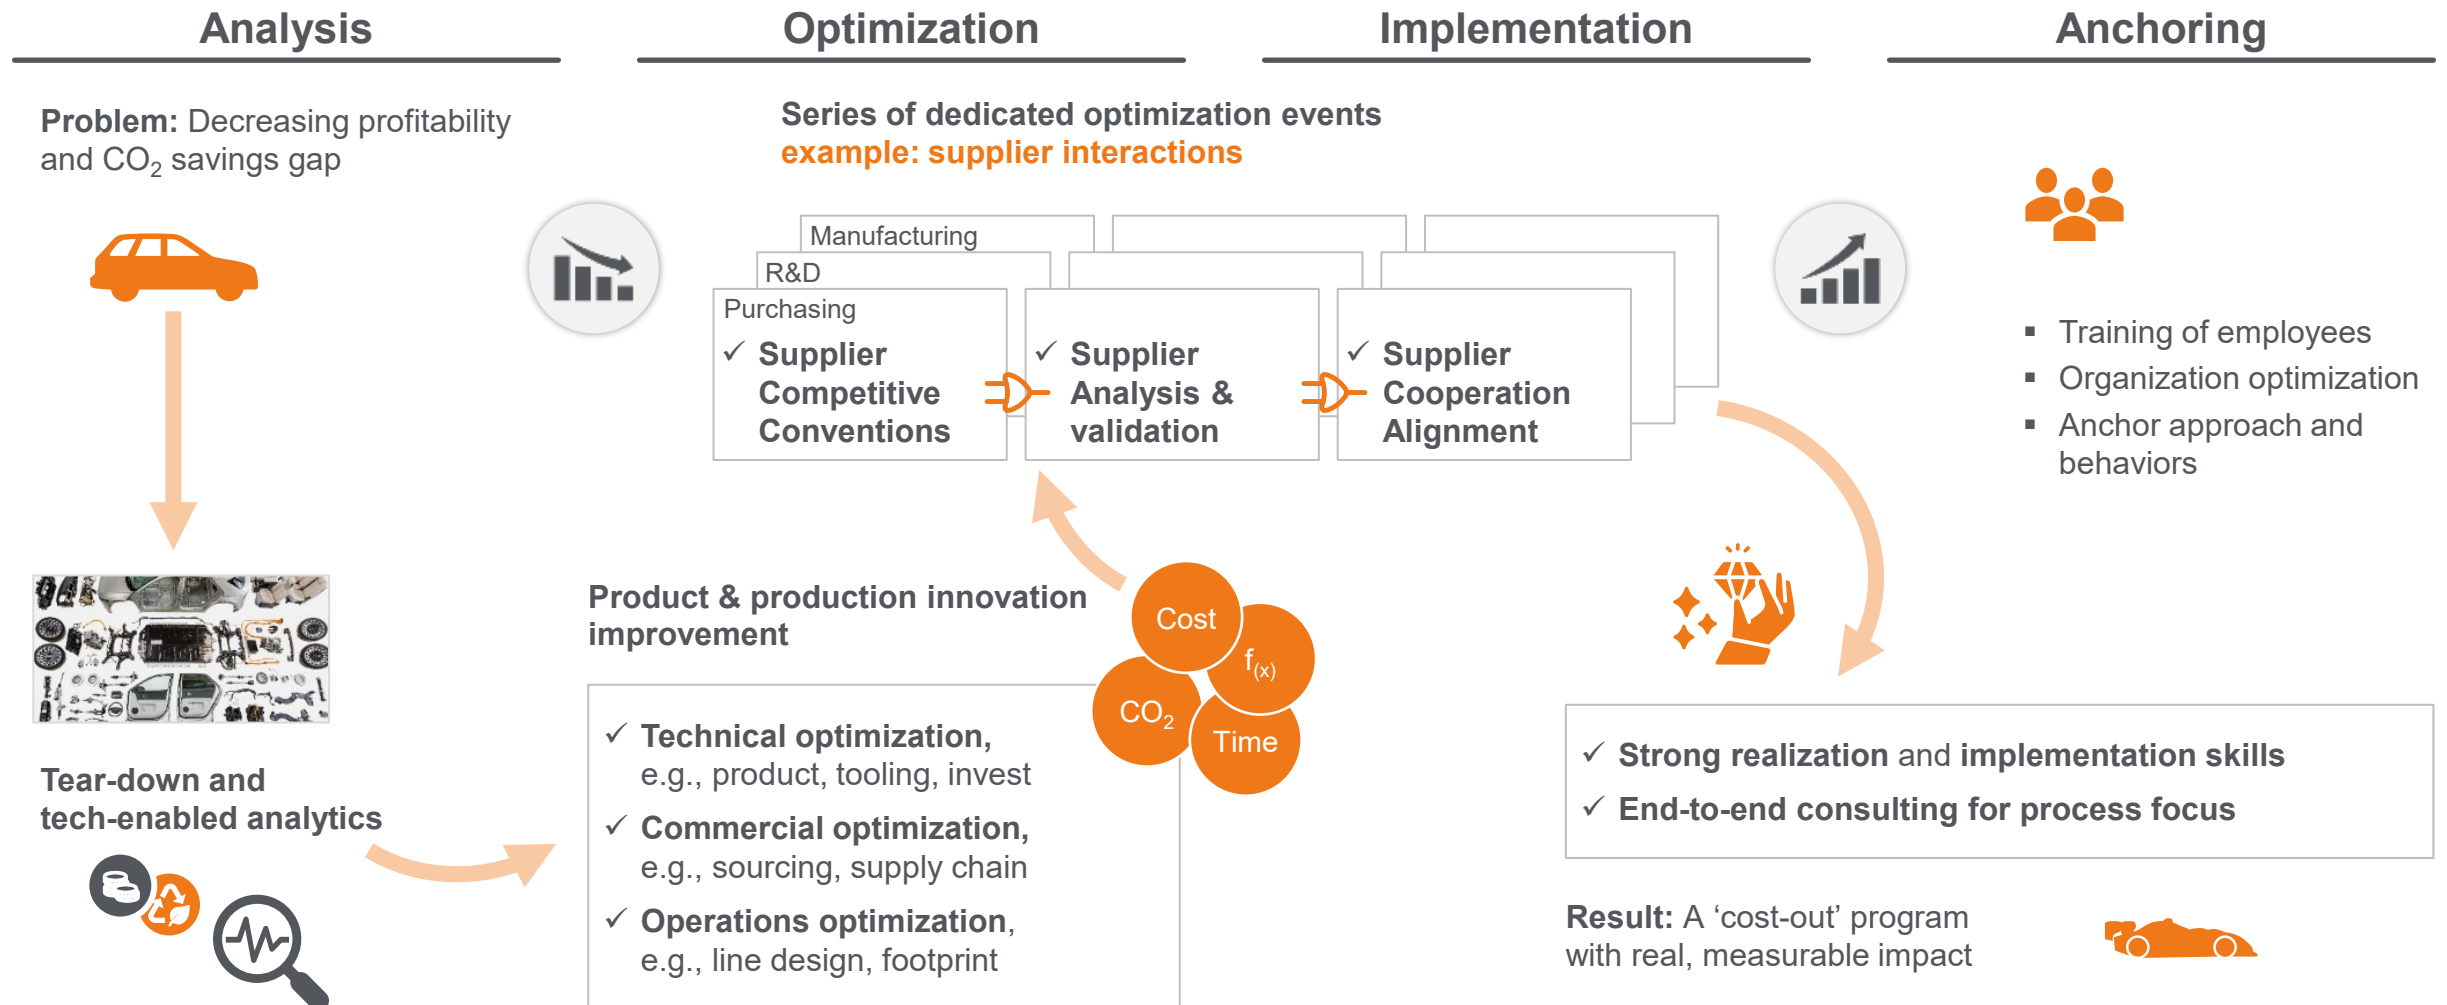 Analysis
Optimization
Implementation
Anchoring
Problem: Decreasing profitability
and CO₂ savings gap
Tear-down and
tech-enabled analytics
Series of dedicated optimization events
example: supplier interactions
Manufacturing
R&D
Purchasing
✓ Supplier
Competitive
Conventions
✓ Supplier
Analysis &
validation
✓ Supplier
Cooperation
Alignment
Product & production innovation
improvement
Cost
f(x)
CO₂
Time
✓ Technical optimization,
e.g., product, tooling, invest
✓ Commercial optimization,
e.g., sourcing, supply chain
✓ Operations optimization,
e.g., line design, footprint
▪ Training of employees
▪ Organization optimization
▪ Anchor approach and
behaviors
✓ Strong realization and implementation skills
✓ End-to-end consulting for process focus
Result: A ‘cost-out’ program
with real, measurable impact